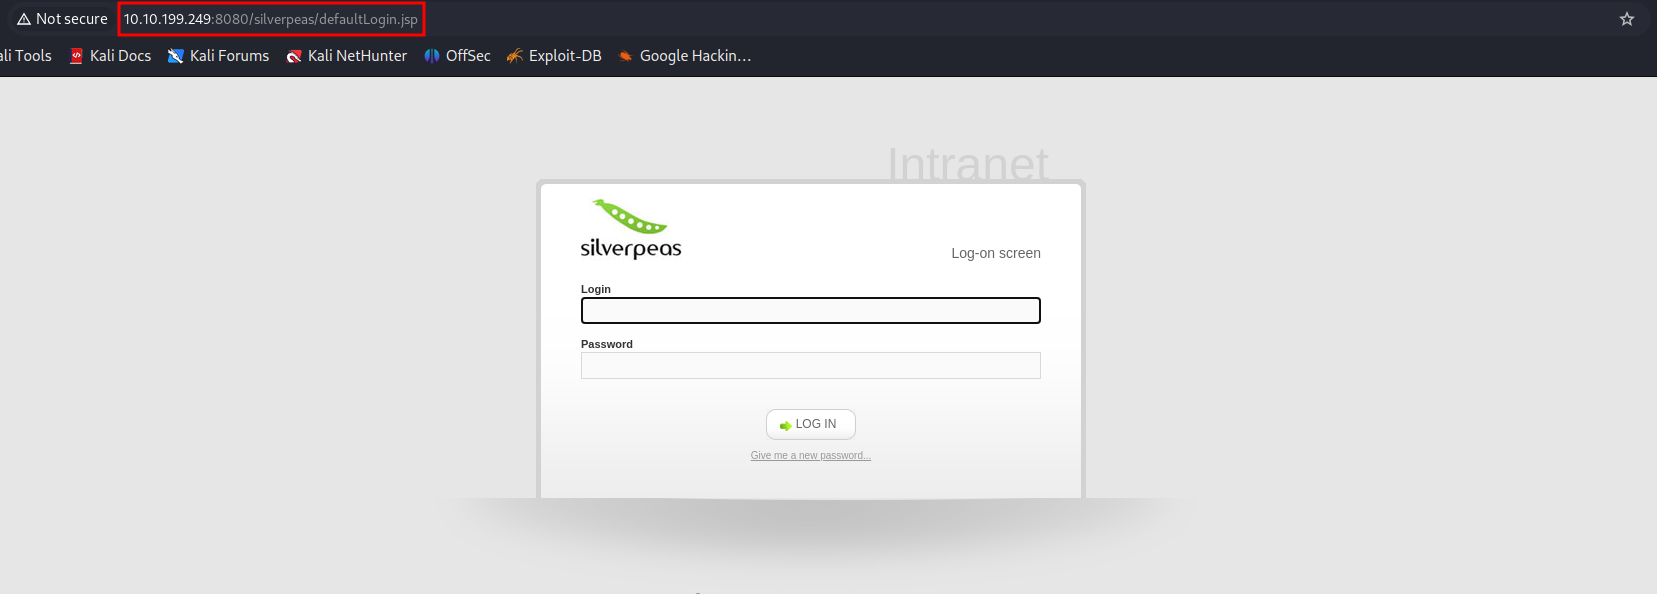 Not secure 10.10.199.249:8080/silverpeas/defaultLogin.jsp
ali Tools Kali Docs Kali Forums Kali NetHunter OffSec Exploit-DB Google Hackin...
Intranet
silverpeas
Log-on screen
Login
Password
LOG IN
Give me a new password...